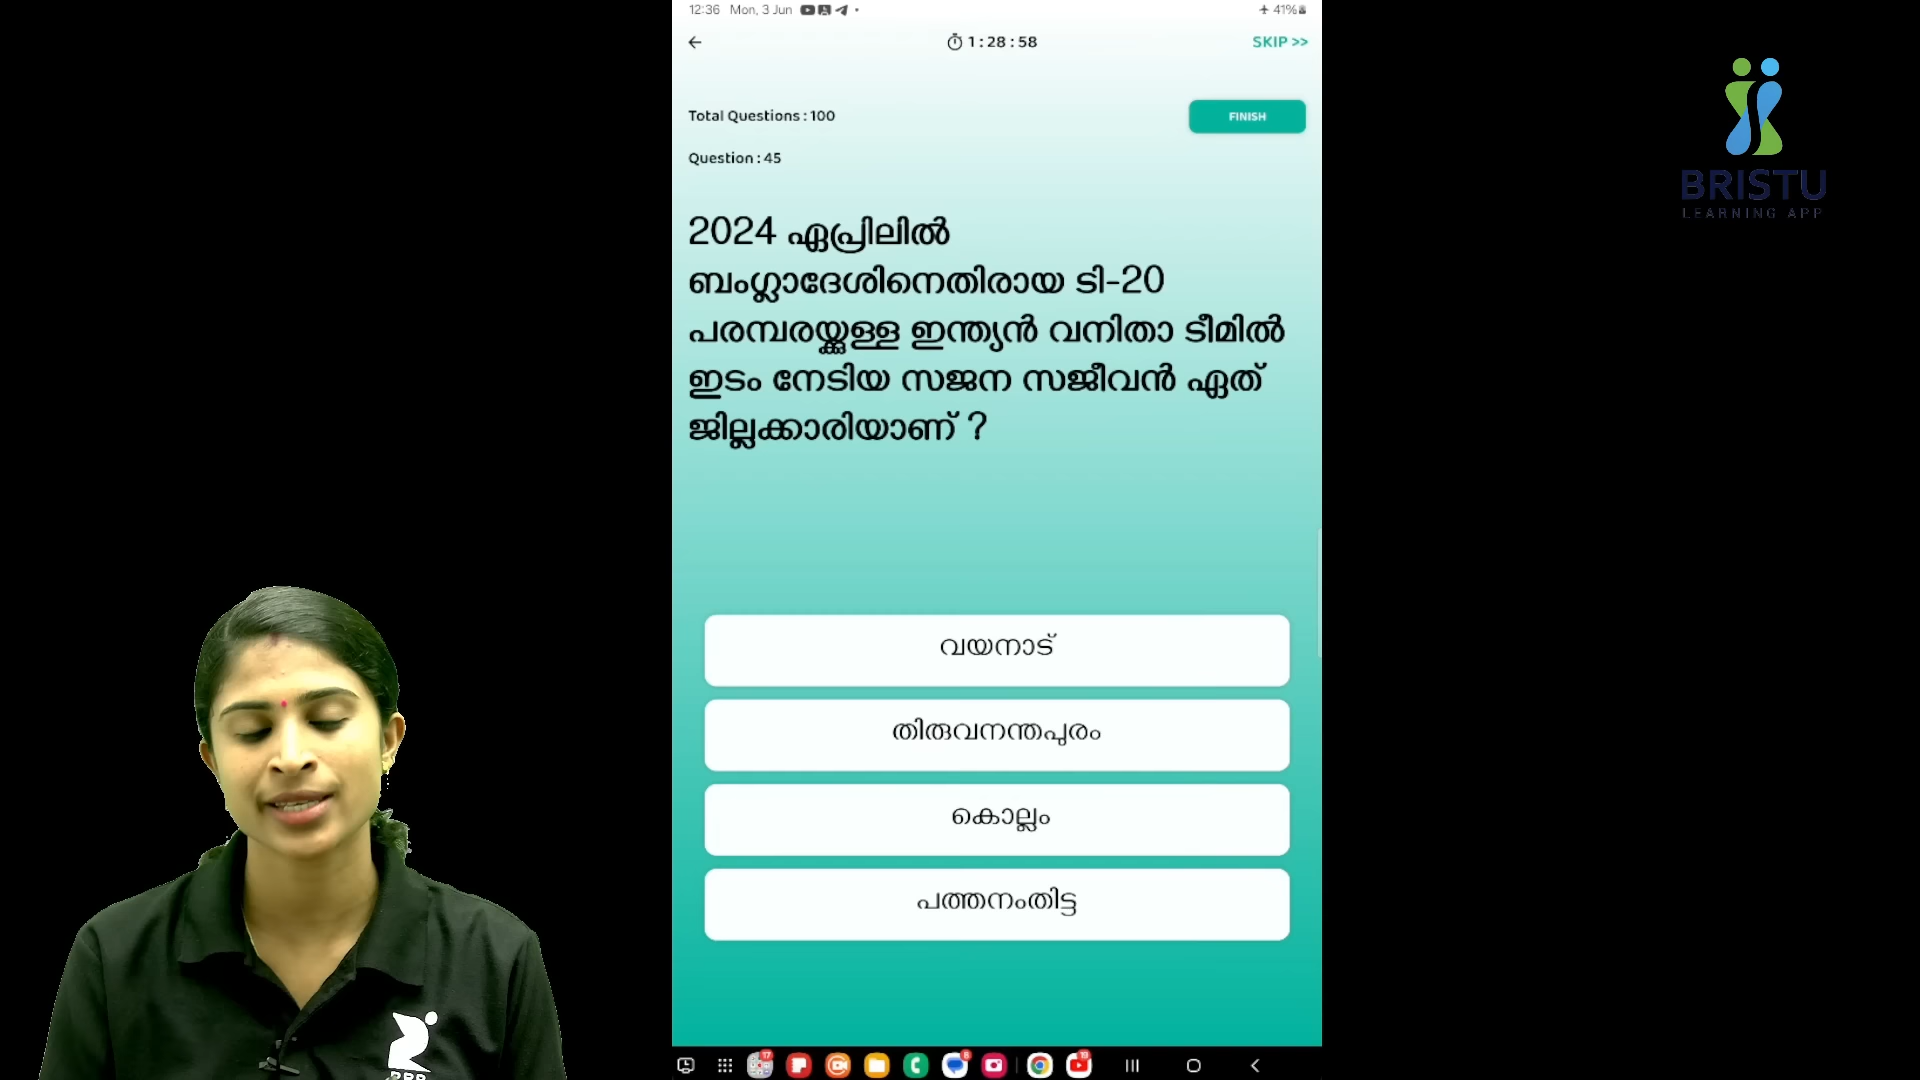 12:36 Mon, 3 Jun
41%
1 : 28 : 58
SKIP >>
Total Questions : 100
FINISH
Question : 45
2024 ഏപ്രിലിൽ
ബംഗ്ലാദേശിനെതിരായ ടി-20
പരമ്പരയ്ക്കുള്ള ഇന്ത്യൻ വനിതാ ടീമിൽ
ഇടം നേടിയ സജന സജീവൻ ഏത്
ജില്ലക്കാരിയാണ് ?
വയനാട്
തിരുവനന്തപുരം
കൊല്ലം
പത്തനംതിട്ട
BRISTU
LEARNING APP